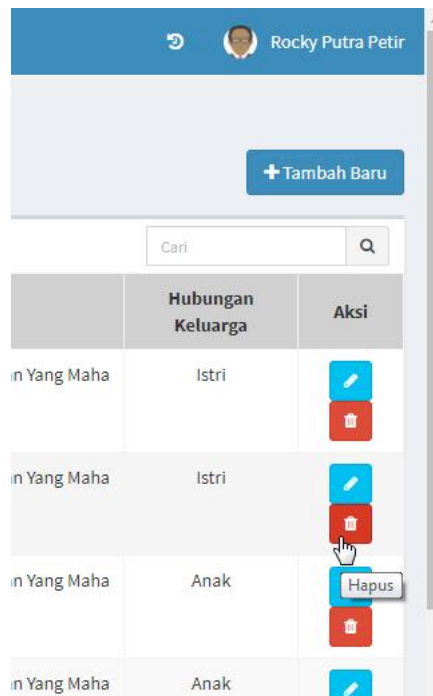 Rocky Putra Petir
Tambah Baru
Cari
Hubungan
Keluarga
Aksi
n Yang Maha
Istri
n Yang Maha
Istri
n Yang Maha
Anak
Hapus
n Yang Maha
Anak